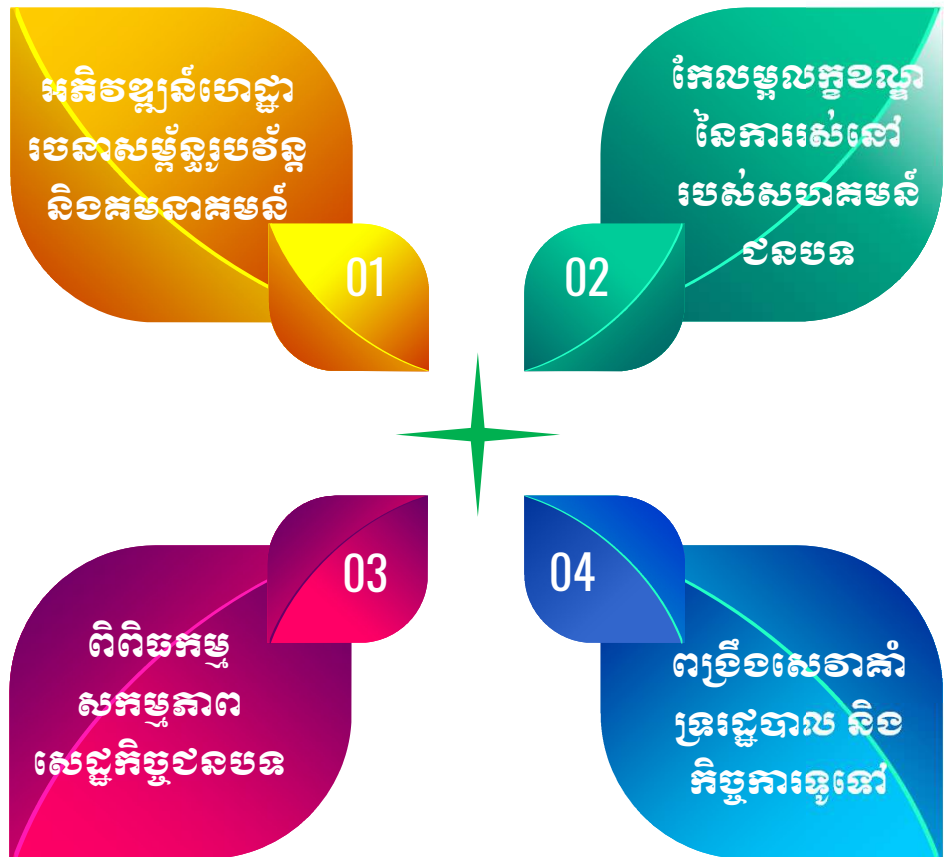 អភិវឌ្ឍន៍ហេដ្ឋា
រចនាសម្ព័ន្ធរូបវ័ន្ត
និងគមនាគមន៍
01
កែលម្អលក្ខខណ្ឌ
នៃការរស់នៅ
របស់សហគមន៍
ជនបទ
02
03
ពិពិធកម្ម
សកម្មភាព
សេដ្ឋកិច្ចជនបទ
04
ពង្រឹងសេវាគាំ
ទ្ររដ្ឋបាល និង
កិច្ចការទូទៅ